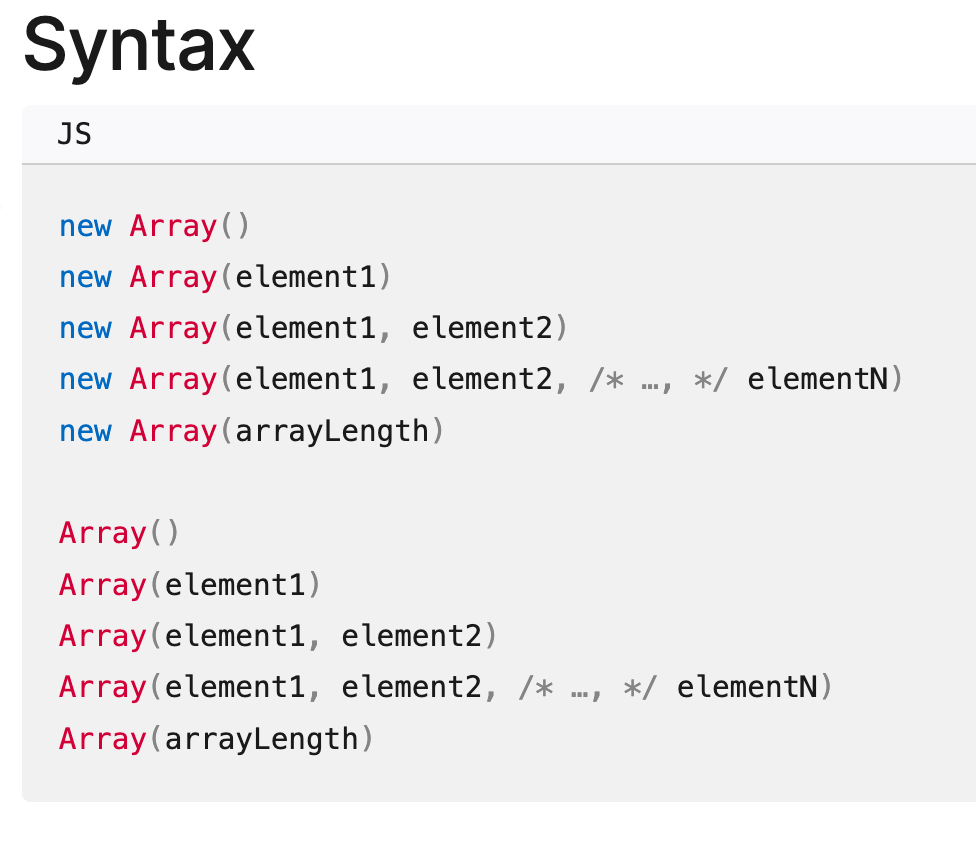 Syntax
JS
new Array()
new Array(element1)
new Array(element1, element2)
new Array(element1, element2, /* …, */ elementN)
new Array(arrayLength)
Array()
Array(element1)
Array(element1, element2)
Array(element1, element2, /* …, */ elementN)
Array(arrayLength)